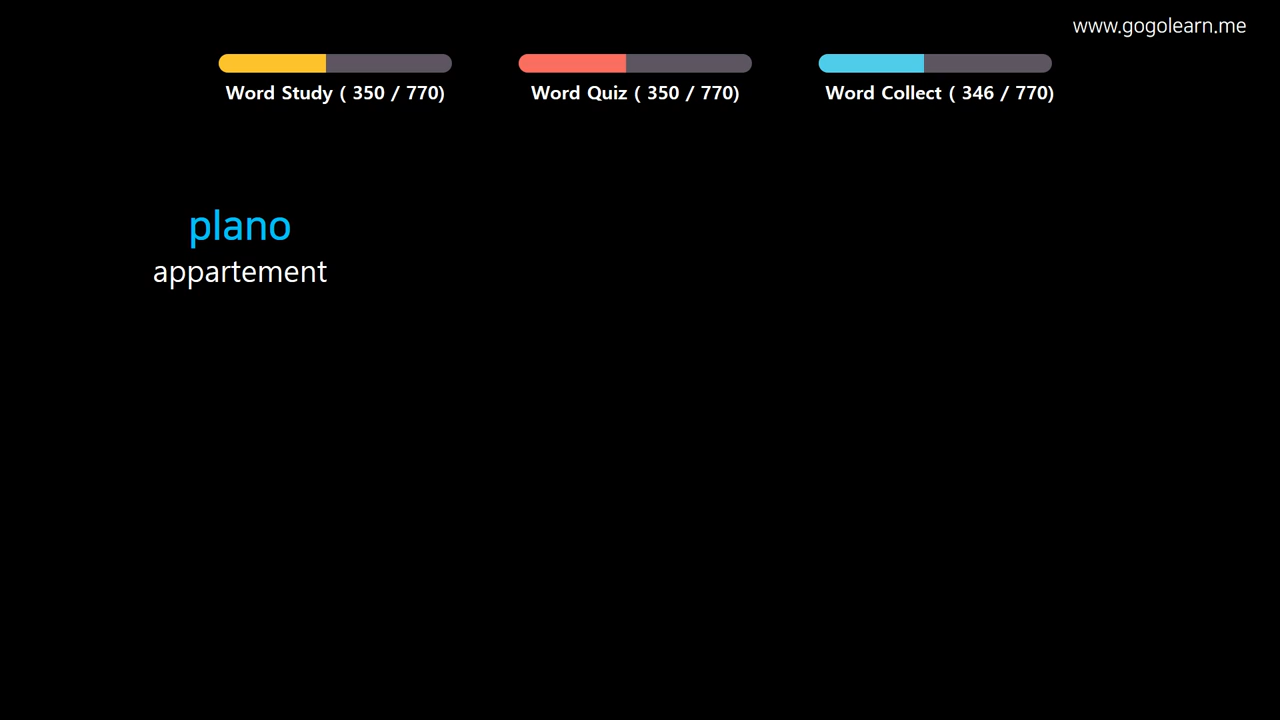 www.gogolearn.me
Word Study ( 350 / 770)
Word Quiz ( 350 / 770)
Word Collect ( 346 / 770)
plano
appartement